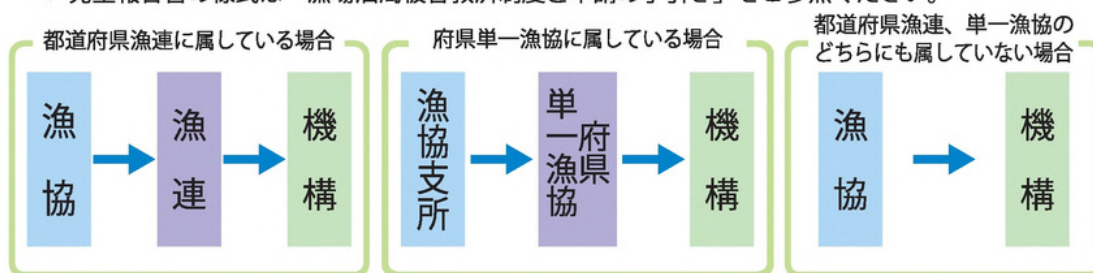 都道府県漁連に属している場合
漁協
漁連
機構
府県単一漁協に属している場合
漁協支所
府県
単一漁協
機構
都道府県漁連、単一漁協の
どちらにも属していない場合
漁協
機構